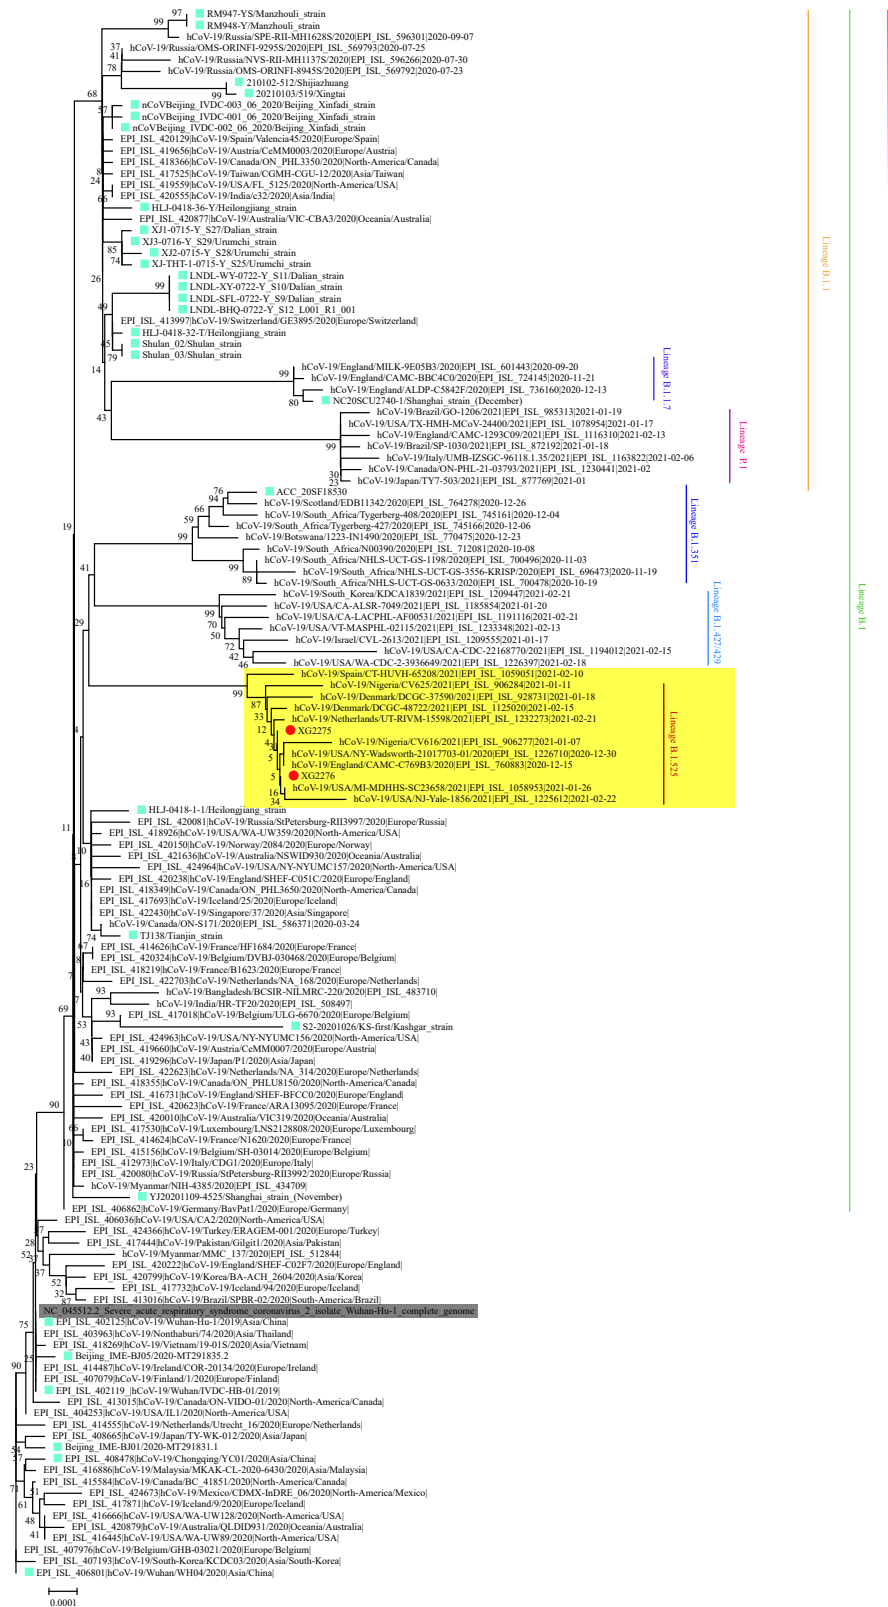 RM947-YS/Manzhouli_strain
RM948-Y/Manzhouli_strain
hCoV-19/Russia/SPE-RII-MH1628S/2020|EPI_ISL_596301|2020-09-07
hCoV-19/Russia/OMS-ORINFI-9295S/2020|EPI_ISL_569793|2020-07-25
hCoV-19/Russia/NVS-RII-MH1137S/2020|EPI_ISL_596266|2020-07-30
hCoV-19/Russia/OMS-ORINFI-8945S/2020|EPI_ISL_569792|2020-07-23
210102-512/Shijiazhuang
20210103/519/Xingtai
nCoVBeijing_IVDC-003_06_2020/Beijing_Xinfadi_strain
nCoVBeijing_IVDC-001_06_2020/Beijing_Xinfadi_strain
nCoVBeijing_IVDC-002_06_2020/Beijing_Xinfadi_strain
EPI_ISL_420129|hCoV-19/Spain/Valencia45/2020|Europe/Spain|
EPI_ISL_419656|hCoV-19/Austria/CeMM0003/2020|Europe/Austria|
EPI_ISL_418366|hCoV-19/Canada/ON_PHL3350/2020|North-America/Canada|
EPI_ISL_417525|hCoV-19/Taiwan/CGMH-CGU-12/2020|Asia/Taiwan|
EPI_ISL_419559|hCoV-19/USA/FL_5125/2020|North-America/USA|
EPI_ISL_420555|hCoV-19/India/c32/2020|Asia/India|
HLJ-0418-36-Y/Heilongjiang_strain
EPI_ISL_420877|hCoV-19/Australia/VIC-CBA3/2020|Oceania/Australia|
XJ1-0715-Y_S27/Dalian_strain
XJ3-0716-Y_S29/Urumchi_strain
XJ2-0715-Y_S28/Urumchi_strain
XJ-THT-1-0715-Y_S25/Urumchi_strain
LNDL-WY-0722-Y_S11/Dalian_strain
LNDL-XY-0722-Y_S10/Dalian_strain
LNDL-SFL-0722-Y_S9/Dalian_strain
LNDL-BHQ-0722-Y_S12_L001_R1_001
EPI_ISL_413997|hCoV-19/Switzerland/GE3895/2020|Europe/Switzerland|
HLJ-0418-32-T/Heilongjiang_strain
Shulan_02/Shulan_strain
Shulan_03/Shulan_strain
hCoV-19/England/MILK-9E05B3/2020|EPI_ISL_601443|2020-09-20
hCoV-19/England/CAMC-BBC4C0/2020|EPI_ISL_724145|2020-11-21
hCoV-19/England/ALDP-C5842F/2020|EPI_ISL_736160|2020-12-13
NC20SCU2740-1/Shanghai_strain_(December)
hCoV-19/Brazil/GO-1206/2021|EPI_ISL_985313|2021-01-19
hCoV-19/USA/TX-HMH-MCoV-24400/2021|EPI_ISL_1078954|2021-01-17
hCoV-19/England/CAMC-1293C09/2021|EPI_ISL_1116310|2021-02-13
hCoV-19/Brazil/SP-1030/2021|EPI_ISL_872192|2021-01
hCoV-19/Italy/UMB-IZSGC-96118.1.35/2021|EPI_ISL_1163822|2021-02-06
hCoV-19/Canada/ON-PHL-21-03793/2021|EPI_ISL_1230441|2021-02
hCoV-19/Japan/TY7-503/2021|EPI_ISL_877769|2021-01
ACC_20SF18530
hCoV-19/Scotland/EDB11342/2020|EPI_ISL_764278|2020-12-26
hCoV-19/South_Africa/Tygerberg-408/2020|EPI_ISL_745161|2020-12-04
hCoV-19/South_Africa/Tygerberg-427/2020|EPI_ISL_745166|2020-12-06
hCoV-19/Botswana/1223-IN1490/2020|EPI_ISL_770475|2020-12-23
hCoV-19/South_Africa/N00390/2020|EPI_ISL_712081|2020-10-08
hCoV-19/South_Africa/NHLS-UCT-GS-1198/2020|EPI_ISL_700496|2020-11-03
hCoV-19/South_Africa/NHLS-UCT-GS-3556-KRISP/2020|EPI_ISL_696473|2020-11-19
hCoV-19/South_Africa/NHLS-UCT-GS-0633/2020|EPI_ISL_700478|2020-10-19
hCoV-19/South_Korea/KDCA1839/2021|EPI_ISL_1209447|2021-02-21
hCoV-19/USA/CA-ALSR-7049/2021|EPI_ISL_1185854|2021-01-20
hCoV-19/USA/CA-LACPHL-AF00531/2021|EPI_ISL_1191116|2021-02-21
hCoV-19/USA/VT-MASPHL-02115/2021|EPI_ISL_1233348|2021-02-13
hCoV-19/Israel/CVL-2613/2021|EPI_ISL_1209555|2021-01-17
hCoV-19/USA/CA-CDC-22168770/2021|EPI_ISL_1194012|2021-02-15
hCoV-19/USA/WA-CDC-2-3936649/2021|EPI_ISL_1226397|2021-02-18
hCoV-19/Spain/CT-HUVH-65208/2021|EPI_ISL_1059051|2021-02-10
hCoV-19/Nigeria/CV625/2021|EPI_ISL_906284|2021-01-11
hCoV-19/Denmark/DCGC-37590/2021|EPI_ISL_928731|2021-01-18
hCoV-19/Denmark/DCGC-48722/2021|EPI_ISL_1125020|2021-02-15
hCoV-19/Netherlands/UT-RIVM-15598/2021|EPI_ISL_1232273|2021-02-21
XG2275
hCoV-19/Nigeria/CV616/2021|EPI_ISL_906277|2021-01-07
hCoV-19/USA/NY-Wadsworth-21017703-01/2020|EPI_ISL_1226710|2020-12-30
hCoV-19/England/CAMC-C769B3/2020|EPI_ISL_760883|2020-12-15
XG2276
hCoV-19/USA/MI-MDHHS-SC23658/2021|EPI_ISL_1058953|2021-01-26
hCoV-19/USA/NJ-Yale-1856/2021|EPI_ISL_1225612|2021-02-22
HLJ-0418-1-1/Heilongjiang_strain
EPI_ISL_420081|hCoV-19/Russia/StPetersburg-RII3997/2020|Europe/Russia|
EPI_ISL_418926|hCoV-19/USA/WA-UW359/2020|North-America/USA|
EPI_ISL_420150|hCoV-19/Norway/2084/2020|Europe/Norway|
EPI_ISL_421636|hCoV-19/Australia/NSWID930/2020|Oceania/Australia|
EPI_ISL_424964|hCoV-19/USA/NY-NYUMC157/2020|North-America/USA|
EPI_ISL_420238|hCoV-19/England/SHEF-C051C/2020|Europe/England|
EPI_ISL_418349|hCoV-19/Canada/ON_PHL3650/2020|North-America/Canada|
EPI_ISL_417693|hCoV-19/Iceland/25/2020|Europe/Iceland|
EPI_ISL_422430|hCoV-19/Singapore/37/2020|Asia/Singapore|
hCoV-19/Canada/ON-S171/2020|EPI_ISL_586371|2020-03-24
TJ138/Tianjin_strain
EPI_ISL_414626|hCoV-19/France/HF1684/2020|Europe/France|
EPI_ISL_420324|hCoV-19/Belgium/DVBJ-030468/2020|Europe/Belgium|
EPI_ISL_418219|hCoV-19/France/B1623/2020|Europe/France|
EPI_ISL_422703|hCoV-19/Netherlands/NA_168/2020|Europe/Netherlands|
hCoV-19/Bangladesh/BCSIR-NILMRC-220/2020|EPI_ISL_483710|
hCoV-19/India/HR-TF20/2020|EPI_ISL_508497|
EPI_ISL_417018|hCoV-19/Belgium/ULG-6670/2020|Europe/Belgium|
S2-20201026/KS-first/Kashgar_strain
EPI_ISL_424963|hCoV-19/USA/NY-NYUMC156/2020|North-America/USA|
EPI_ISL_419660|hCoV-19/Austria/CeMM0007/2020|Europe/Austria|
EPI_ISL_419296|hCoV-19/Japan/P1/2020|Asia/Japan|
EPI_ISL_422623|hCoV-19/Netherlands/NA_314/2020|Europe/Netherlands|
EPI_ISL_418355|hCoV-19/Canada/ON_PHLU8150/2020|North-America/Canada|
EPI_ISL_416731|hCoV-19/England/SHEF-BFCC0/2020|Europe/England|
EPI_ISL_420623|hCoV-19/France/ARA13095/2020|Europe/France|
EPI_ISL_420010|hCoV-19/Australia/VIC319/2020|Oceania/Australia|
EPI_ISL_417530|hCoV-19/Luxembourg/LNS2128808/2020|Europe/Luxembourg|
EPI_ISL_414624|hCoV-19/France/N1620/2020|Europe/France|
EPI_ISL_415156|hCoV-19/Belgium/SH-03014/2020|Europe/Belgium|
EPI_ISL_412973|hCoV-19/Italy/CDG1/2020|Europe/Italy|
EPI_ISL_420080|hCoV-19/Russia/StPetersburg-RII3992/2020|Europe/Russia|
hCoV-19/Myanmar/NIH-4385/2020|EPI_ISL_434709|
YJ20201109-4525/Shanghai_strain_(November)
EPI_ISL_406862|hCoV-19/Germany/BavPat1/2020|Europe/Germany|
EPI_ISL_406036|hCoV-19/USA/CA2/2020|North-America/USA|
EPI_ISL_424366|hCoV-19/Turkey/ERAGEM-001/2020|Europe/Turkey|
EPI_ISL_417444|hCoV-19/Pakistan/Gilgit1/2020|Asia/Pakistan|
hCoV-19/Myanmar/MMC_137/2020|EPI_ISL_512844|
EPI_ISL_420222|hCoV-19/England/SHEF-C02F7/2020|Europe/England|
EPI_ISL_420799|hCoV-19/Korea/BA-ACH_2604/2020|Asia/Korea|
EPI_ISL_417732|hCoV-19/Iceland/94/2020|Europe/Iceland|
EPI_ISL_413016|hCoV-19/Brazil/SPBR-02/2020|South-America/Brazil|
NC_045512.2_Severe_acute_respiratory_syndrome_coronavirus_2_isolate_Wuhan-Hu-1_complete_genome
EPI_ISL_402125|hCoV-19/Wuhan-Hu-1/2019|Asia/China|
EPI_ISL_403963|hCoV-19/Nonthaburi/74/2020|Asia/Thailand|
EPI_ISL_418269|hCoV-19/Vietnam/19-01S/2020|Asia/Vietnam|
Beijing_IME-BJ05/2020-MT291835.2
EPI_ISL_414487|hCoV-19/Ireland/COR-20134/2020|Europe/Ireland|
EPI_ISL_407079|hCoV-19/Finland/1/2020|Europe/Finland|
EPI_ISL_402119_|hCoV-19/Wuhan/IVDC-HB-01/2019|
EPI_ISL_413015|hCoV-19/Canada/ON-VIDO-01/2020|North-America/Canada|
EPI_ISL_404253|hCoV-19/USA/IL1/2020|North-America/USA|
EPI_ISL_414555|hCoV-19/Netherlands/Utrecht_16/2020|Europe/Netherlands|
EPI_ISL_408665|hCoV-19/Japan/TY-WK-012/2020|Asia/Japan|
Beijing_IME-BJ01/2020-MT291831.1
EPI_ISL_408478|hCoV-19/Chongqing/YC01/2020|Asia/China|
EPI_ISL_416886|hCoV-19/Malaysia/MKAK-CL-2020-6430/2020|Asia/Malaysia|
EPI_ISL_415584|hCoV-19/Canada/BC_41851/2020|North-America/Canada|
EPI_ISL_424673|hCoV-19/Mexico/CDMX-InDRE_06/2020|North-America/Mexico|
EPI_ISL_417871|hCoV-19/Iceland/9/2020|Europe/Iceland|
EPI_ISL_416666|hCoV-19/USA/WA-UW128/2020|North-America/USA|
EPI_ISL_420879|hCoV-19/Australia/QLDID931/2020|Oceania/Australia|
EPI_ISL_416445|hCoV-19/USA/WA-UW89/2020|North-America/USA|
EPI_ISL_407976|hCoV-19/Belgium/GHB-03021/2020|Europe/Belgium|
EPI_ISL_407193|hCoV-19/South-Korea/KCDC03/2020|Asia/South-Korea|
EPI_ISL_406801|hCoV-19/Wuhan/WH04/2020|Asia/China|
0.0001
Lineage B.1.1
Lineage B.1
Lineage B.1.1.7
Lineage P.1
Lineage B.1.351
Lineage B.1.427/429
Lineage B.1.525